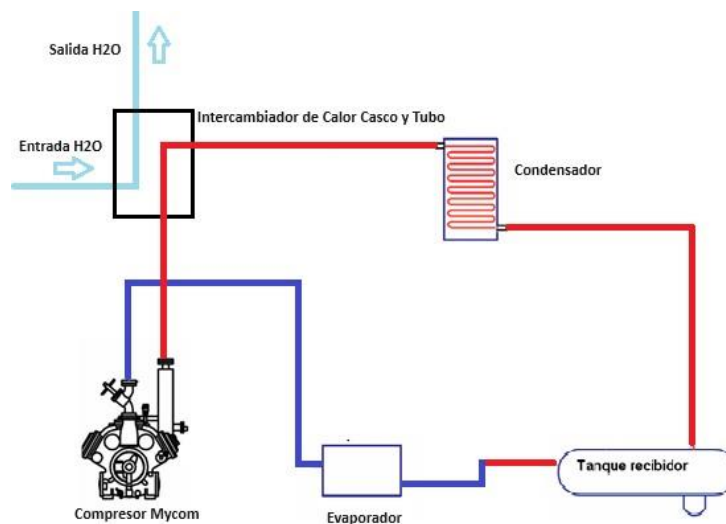 Salida H2O
Intercambiador de Calor Casco y Tubo
Entrada H2O
Condensador
Tanque recibidor
Compresor Mycom
Evaporador